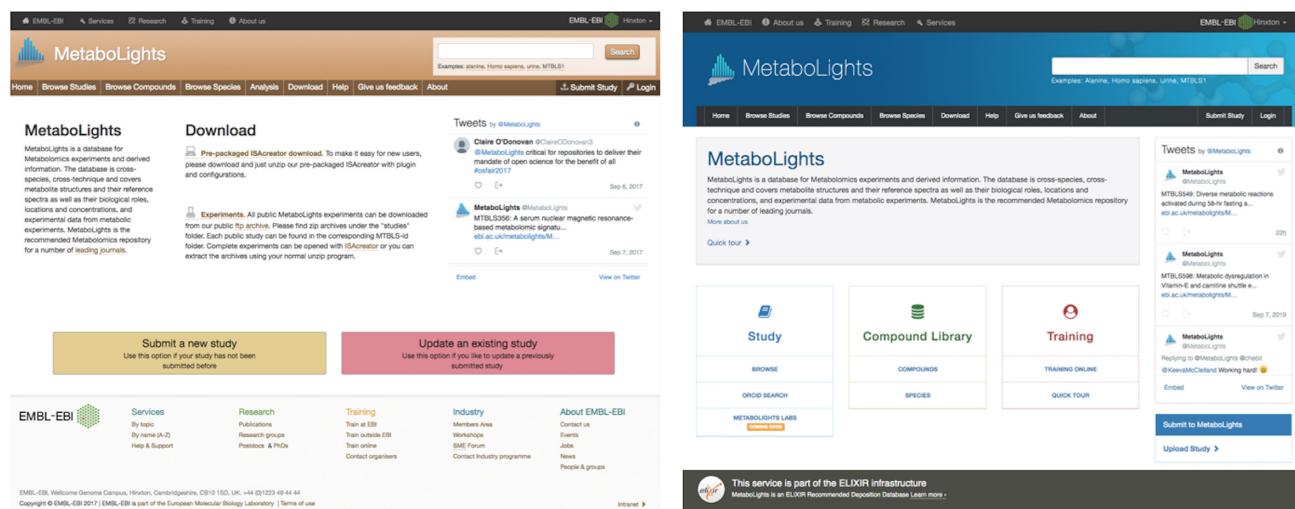 EMBL-EBI Services Research Training About us EMBL-EBI Hinxton
MetaboLights
Search
Examples: alanine, Homo sapiens, urine, MTBLS1
Home Browse Studies Browse Compounds Browse Species Analysis Download Help Give us feedback About Submit Study Login
MetaboLights
MetaboLights is a database for
Metabolomics experiments and derived
information. The database is cross-
species, cross-technique and covers
metabolite structures and their reference
spectra as well as their biological roles,
locations and concentrations, and
experimental data from metabolic
experiments. MetaboLights is the
recommended Metabolomics repository
for a number of leading journals.
Download
Pre-packaged ISAcreator download. To make it easy for new users,
please download and just unzip our pre-packaged ISAcreator with plugin
and configurations.
Experiments. All public MetaboLights experiments can be downloaded
from our public ftp archive. Please find zip archives under the "studies"
folder. Each public study can be found in the corresponding MTBLS-id
folder. Complete experiments can be opened with ISAcreator or you can
extract the archives using your normal unzip program.
Tweets by @MetaboLights
Claire O'Donovan @ClaireODonovan3
@MetaboLights critical for repositories to deliver their
mandate of open science for the benefit of all
#osfair2017
Sep 6, 2017
MetaboLights @MetaboLights
MTBLS356: A serum nuclear magnetic resonance-
based metabolomic signatu...
ebi.ac.uk/metabolights/M...
Sep 7, 2017
Embed View on Twitter
Submit a new study
Use this option if your study has not been
submitted before
Update an existing study
Use this option if you like to update a previously
submitted study
EMBL-EBI
Services
By topic
By name (A-Z)
Help & Support
Research
Publications
Research groups
Postdocs & PhDs
Training
Train at EBI
Train outside EBI
Train online
Contact organisers
Industry
Members Area
Workshops
SME Forum
Contact Industry programme
About EMBL-EBI
Contact us
Events
Jobs
News
People & groups
EMBL-EBI, Wellcome Genome Campus, Hinxton, Cambridgeshire, CB10 1SD, UK. +44 (0)1223 49 44 44
Copyright © EMBL-EBI 2017 | EMBL-EBI is part of the European Molecular Biology Laboratory | Terms of use Intranet
EMBL-EBI About us Training Research Services EMBL-EBI Hinxton
MetaboLights
Search
Examples: Alanine, Homo sapiens, Urine, MTBLS1
Home Browse Studies Browse Compounds Browse Species Download Help Give us feedback About Submit Study Login
MetaboLights
MetaboLights is a database for Metabolomics experiments and derived information. The database is cross-species, cross-
technique and covers metabolite structures and their reference spectra as well as their biological roles, locations and
concentrations, and experimental data from metabolic experiments. MetaboLights is the recommended Metabolomics repository
for a number of leading journals.
More about us
Quick tour
Study
BROWSE
ORCID SEARCH
METABOLIGHTS LABS
COMING SOON
Compound Library
COMPOUNDS
SPECIES
Training
TRAINING ONLINE
QUICK TOUR
Tweets by @MetaboLights
MetaboLights
@MetaboLights
MTBLS549: Diverse metabolic reactions
activated during 58-hr fasting a...
ebi.ac.uk/metabolights/M...
22h
MetaboLights
@MetaboLights
MTBLS598: Metabolic dysregulation in
Vitamin-E and carnitine shuttle e...
ebi.ac.uk/metabolights/M...
Sep 7, 2019
MetaboLights
@MetaboLights
Replying to @MetaboLights @chebit
@KeevaMcClelland Working hard!
Embed View on Twitter
Submit to MetaboLights
Upload Study
elixir
This service is part of the ELIXIR infrastructure
MetaboLights is an ELIXIR Recommended Deposition Database Learn more